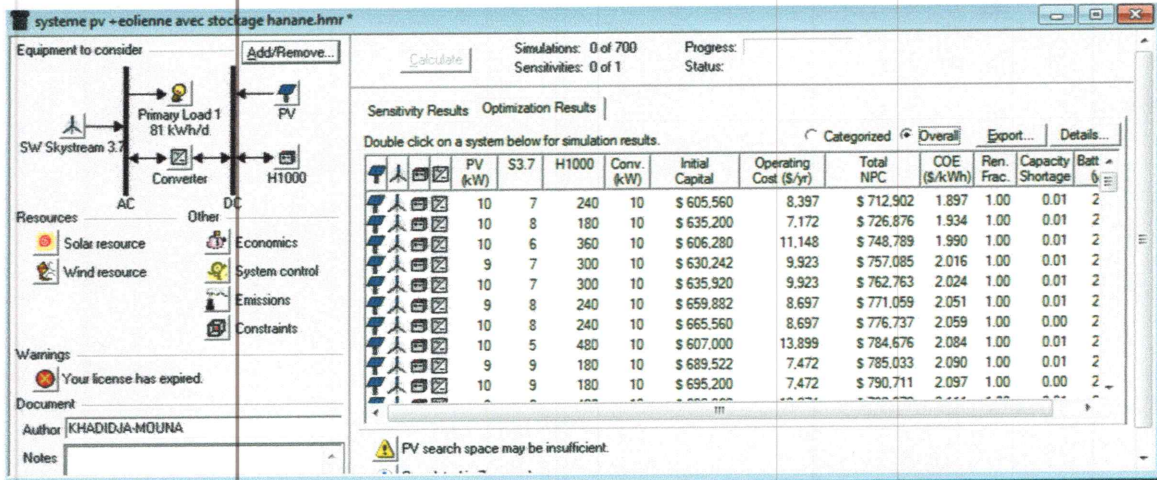 systeme pv +eolienne avec stockage hanane.hmr *
Equipment to consider
Add/Remove...
Primary Load 1
81 kWh/d
PV
SW Skystream 3.7
Converter
H1000
AC
DC
Resources
Other
Solar resource
Economics
Wind resource
System control
Emissions
Constraints
Warnings
Your license has expired.
Document
Author KHADIDJA-MOUNA
Notes
Calculate
Simulations: 0 of 700
Progress:
Sensitivities: 0 of 1
Status:
Sensitivity Results Optimization Results
Double click on a system below for simulation results.
Categorized Overall Export... Details...
PV (kW) S3.7 H1000 Conv. (kW) Initial Capital Operating Cost ($/yr) Total NPC COE ($/kWh) Ren. Frac. Capacity Shortage Batt
10 7 240 10 $ 605,560 8,397 $ 712,902 1.897 1.00 0.01 2
10 8 180 10 $ 635,200 7,172 $ 726,876 1.934 1.00 0.01 2
10 6 360 10 $ 606,280 11,148 $ 748,789 1.990 1.00 0.01 2
9 7 300 10 $ 630,242 9,923 $ 757,085 2.016 1.00 0.01 2
10 7 300 10 $ 635,920 9,923 $ 762,763 2.024 1.00 0.01 2
9 8 240 10 $ 659,882 8,697 $ 771,059 2.051 1.00 0.01 2
10 8 240 10 $ 665,560 8,697 $ 776,737 2.059 1.00 0.00 2
10 5 480 10 $ 607,000 13,899 $ 784,676 2.084 1.00 0.01 2
9 9 180 10 $ 689,522 7,472 $ 785,033 2.090 1.00 0.01 2
10 9 180 10 $ 695,200 7,472 $ 790,711 2.097 1.00 0.00 2
PV search space may be insufficient.